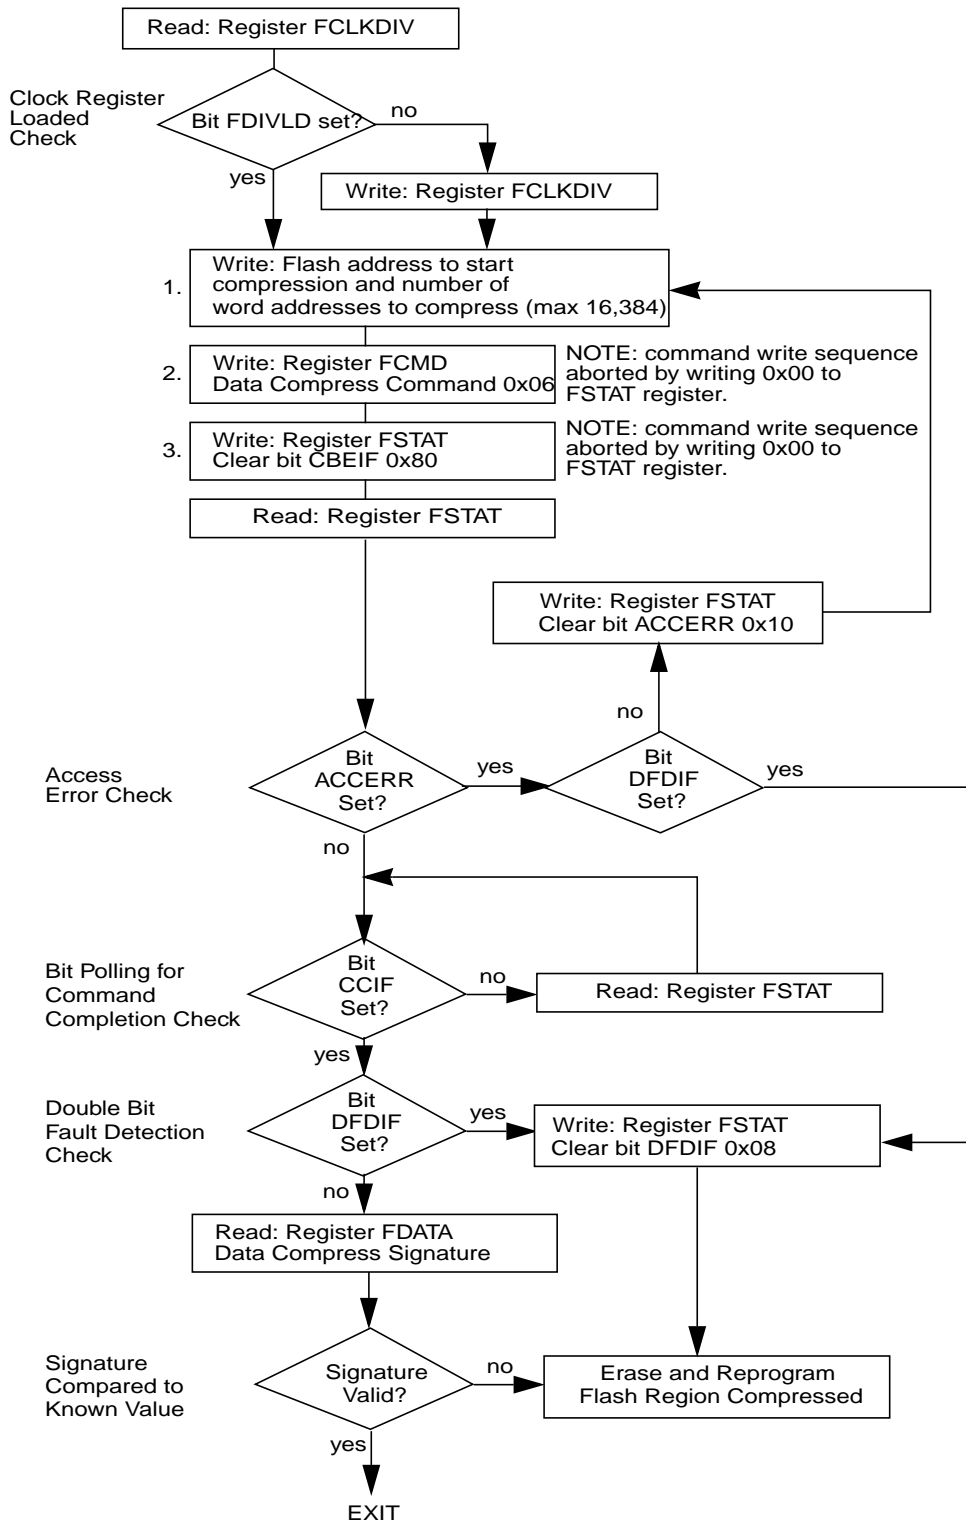 Read: Register FCLKDIV
Clock Register
Loaded
Check
Bit FDIVLD set?
no
yes
Write: Register FCLKDIV
1.
Write: Flash address to start
compression and number of
word addresses to compress (max 16,384)
2.
Write: Register FCMD
Data Compress Command 0x06
NOTE: command write sequence
aborted by writing 0x00 to
FSTAT register.
3.
Write: Register FSTAT
Clear bit CBEIF 0x80
NOTE: command write sequence
aborted by writing 0x00 to
FSTAT register.
Read: Register FSTAT
Write: Register FSTAT
Clear bit ACCERR 0x10
no
Access
Error Check
Bit
ACCERR
Set?
yes
Bit
DFDIF
Set?
yes
no
Bit Polling for
Command
Completion Check
Bit
CCIF
Set?
no
Read: Register FSTAT
yes
Double Bit
Fault Detection
Check
Bit
DFDIF
Set?
yes
Write: Register FSTAT
Clear bit DFDIF 0x08
no
Read: Register FDATA
Data Compress Signature
Signature
Compared to
Known Value
Signature
Valid?
no
Erase and Reprogram
Flash Region Compressed
yes
EXIT